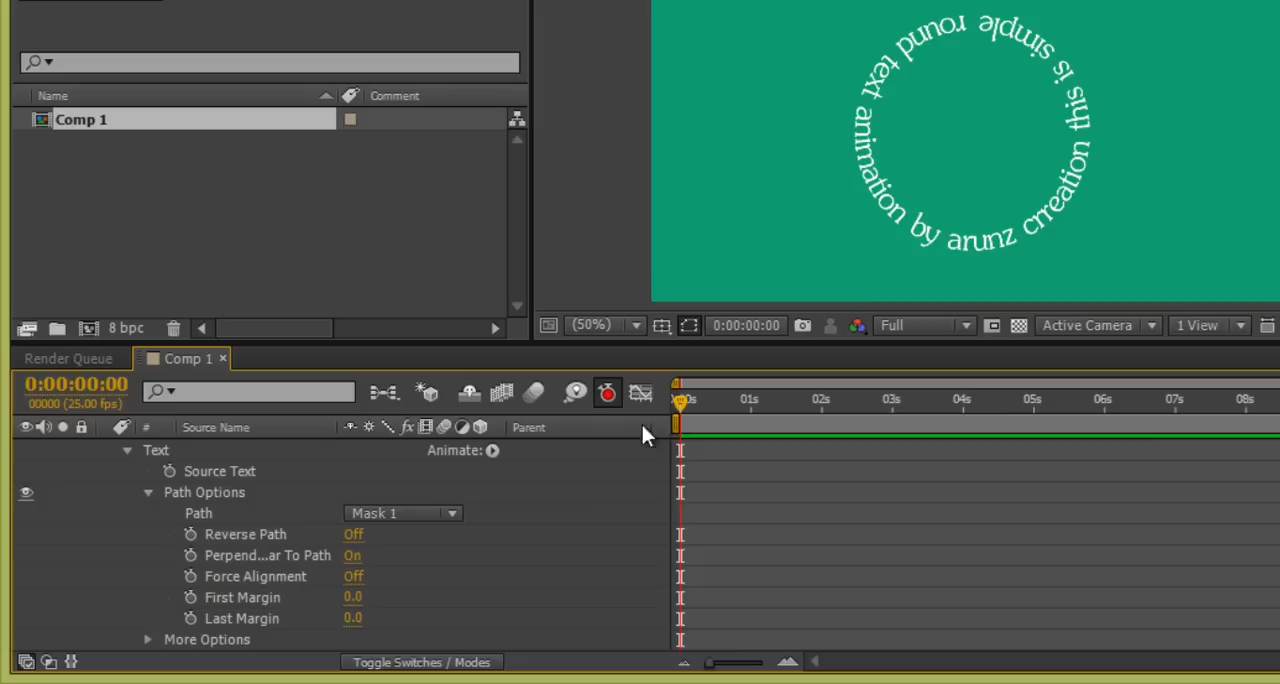 this is simple round text animation by arunz crreation
Name
Comment
Comp 1
8 bpc
(50%)
0:00:00:00
Full
Active Camera
1 View
Render Queue
Comp 1 ×
0:00:00:00
00000 (25.00 fps)
0s 01s 02s 03s 04s 05s 06s 07s 08s
# Source Name
fx
Parent
Text
Animate:
Source Text
Path Options
Path
Mask 1
Reverse Path
Off
Perpend...ar To Path
On
Force Alignment
Off
First Margin
0.0
Last Margin
0.0
More Options
Toggle Switches / Modes